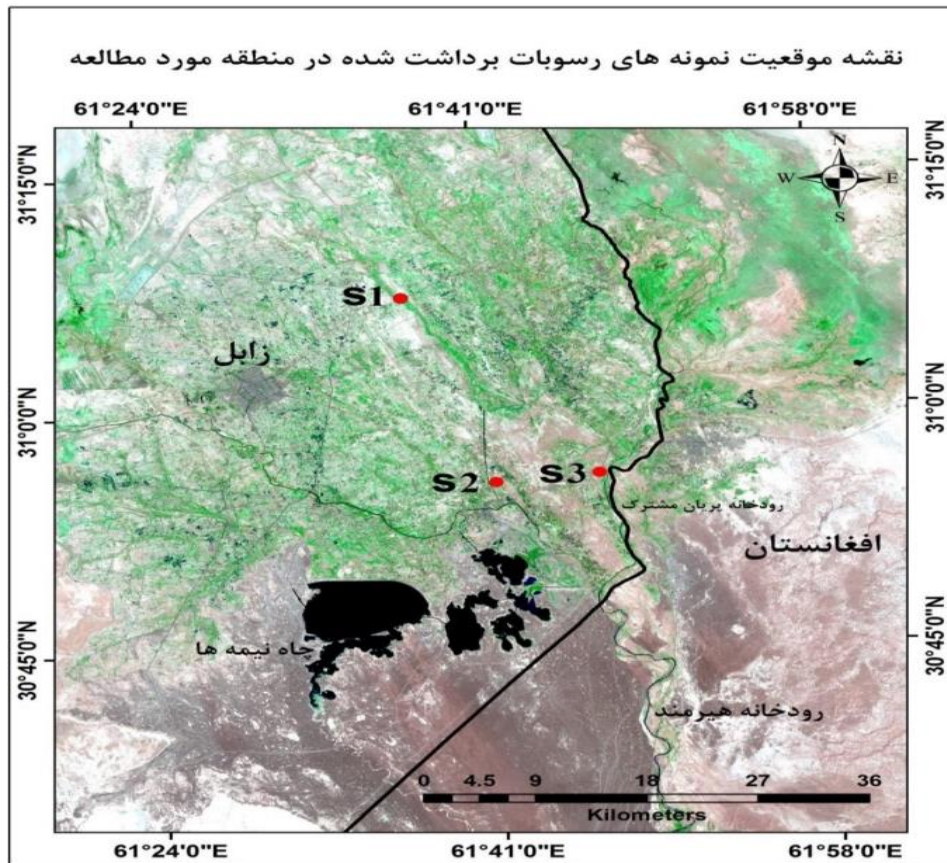 نقشه موقعیت نمونه های رسوبات برداشت شده در منطقه مورد مطالعه
61°24'0"E 61°41'0"E 61°58'0"E
31°15'0"N
31°15'0"N
N
W E
S
S1
زابل
31°0'0"N
31°0'0"N
S2
S3
رودخانه پریان مشترک
افغانستان
چاه نیمه ها
30°45'0"N
30°45'0"N
رودخانه هیرمند
0 4.5 9 18 27 36
Kilometers
61°24'0"E 61°41'0"E 61°58'0"E